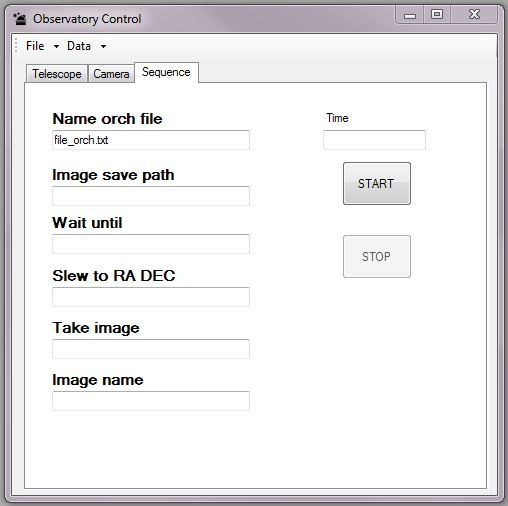 Observatory Control
File Data
Telescope Camera Sequence
Name orch file
file_orch.txt
Image save path
Wait until
Slew to RA DEC
Take image
Image name
Time
START
STOP